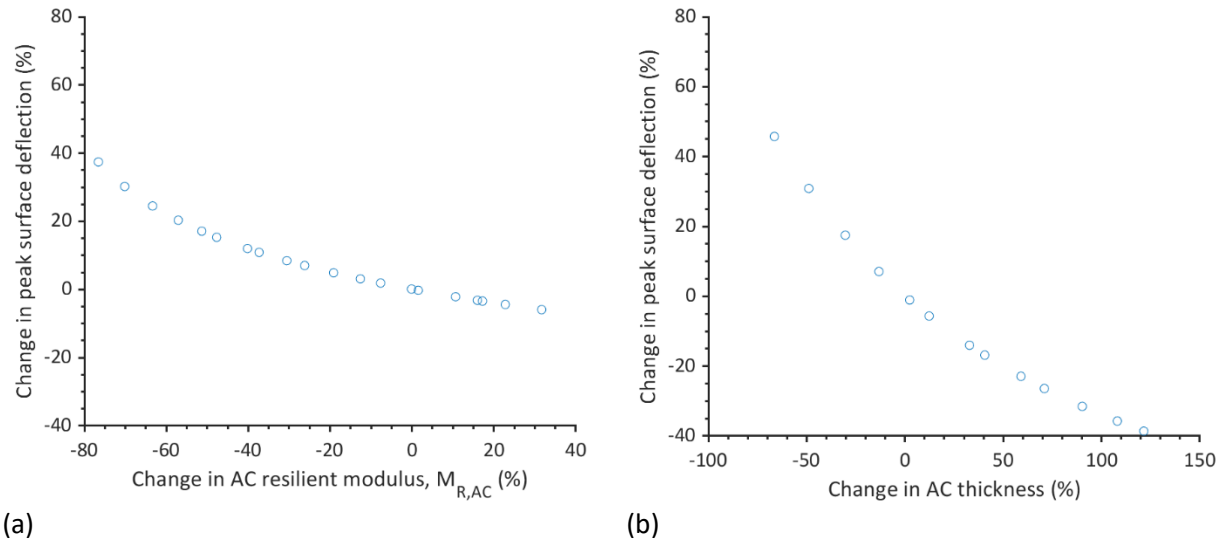 80
60
40
20
0
-20
-40
-80 -60 -40 -20 0 20 40
Change in peak surface deflection (%)
Change in AC resilient modulus, M_R,AC (%)
(a)
80
60
40
20
0
-20
-40
-100 -50 0 50 100 150
Change in peak surface deflection (%)
Change in AC thickness (%)
(b)